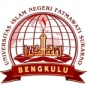 UNIVERSITAS ISLAM NEGERI FATMAWATI SUKARNO
BENGKULU